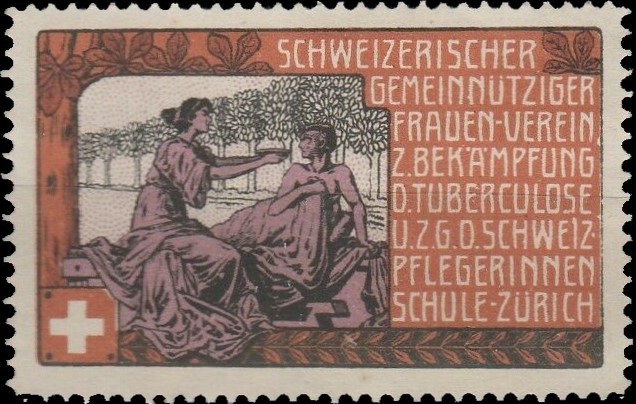 SCHWEIZERISCHER
GEMEINNÜTZIGER
FRAUEN-VEREIN
Z. BEKÄMPFUNG
D. TUBERCULOSE
U. Z. G. D. SCHWEIZ-
PFLEGERINNEN
SCHULE-ZÜRICH